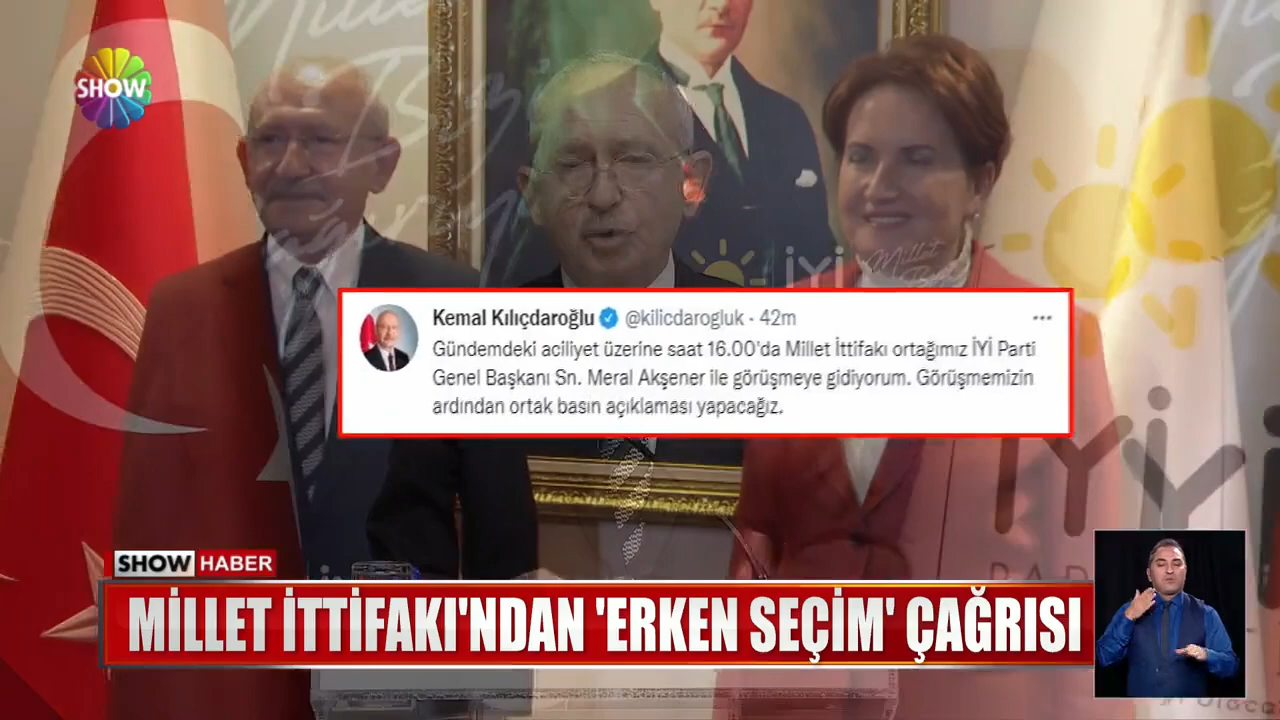 SHOW
İYİ
Kemal Kılıçdaroğlu @kilicdarogluk · 42m
Gündemdeki aciliyet üzerine saat 16.00'da Millet İttifakı ortağımız İYİ Parti
Genel Başkanı Sn. Meral Akşener ile görüşmeye gidiyorum. Görüşmemizin
ardından ortak basın açıklaması yapacağız.
İYİ
SHOW HABER
MİLLET İTTİFAKI'NDAN 'ERKEN SEÇİM' ÇAĞRISI